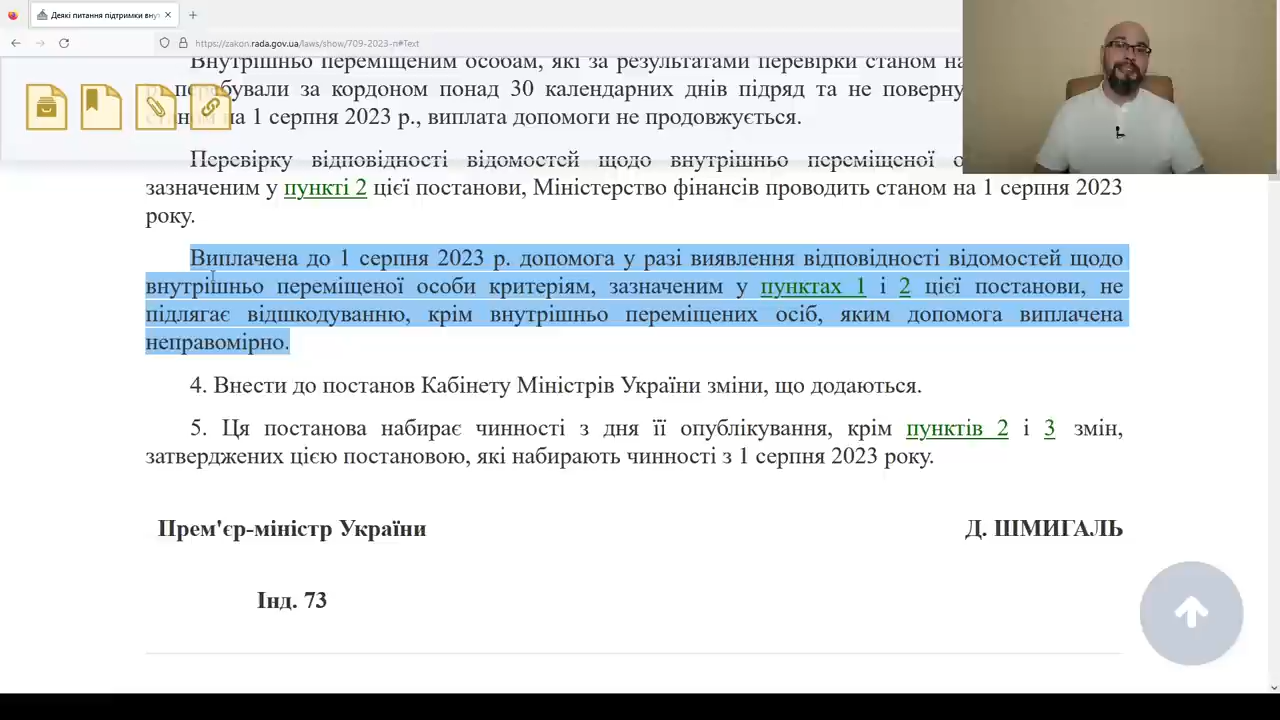 Деякі питання підтримки вну
https://zakon.rada.gov.ua/laws/show/709-2023-п#Text
Внутрішньо переміщеним особам, які за результатами перевірки станом на
перебували за кордоном понад 30 календарних днів підряд та не повер
на 1 серпня 2023 р., виплата допомоги не продовжується.
Перевірку відповідності відомостей щодо внутрішньо переміщеної
зазначеним у пункті 2 цієї постанови, Міністерство фінансів проводить станом на 1 серпня 2023
року.
Виплачена до 1 серпня 2023 р. допомога у разі виявлення відповідності відомостей щодо
внутрішньо переміщеної особи критеріям, зазначеним у пунктах 1 і 2 цієї постанови, не
підлягає відшкодуванню, крім внутрішньо переміщених осіб, яким допомога виплачена
неправомірно.
4. Внести до постанов Кабінету Міністрів України зміни, що додаються.
5. Ця постанова набирає чинності з дня її опублікування, крім пунктів 2 і 3 змін,
затверджених цією постановою, які набирають чинності з 1 серпня 2023 року.
Прем'єр-міністр України Д. ШМИГАЛЬ
Інд. 73